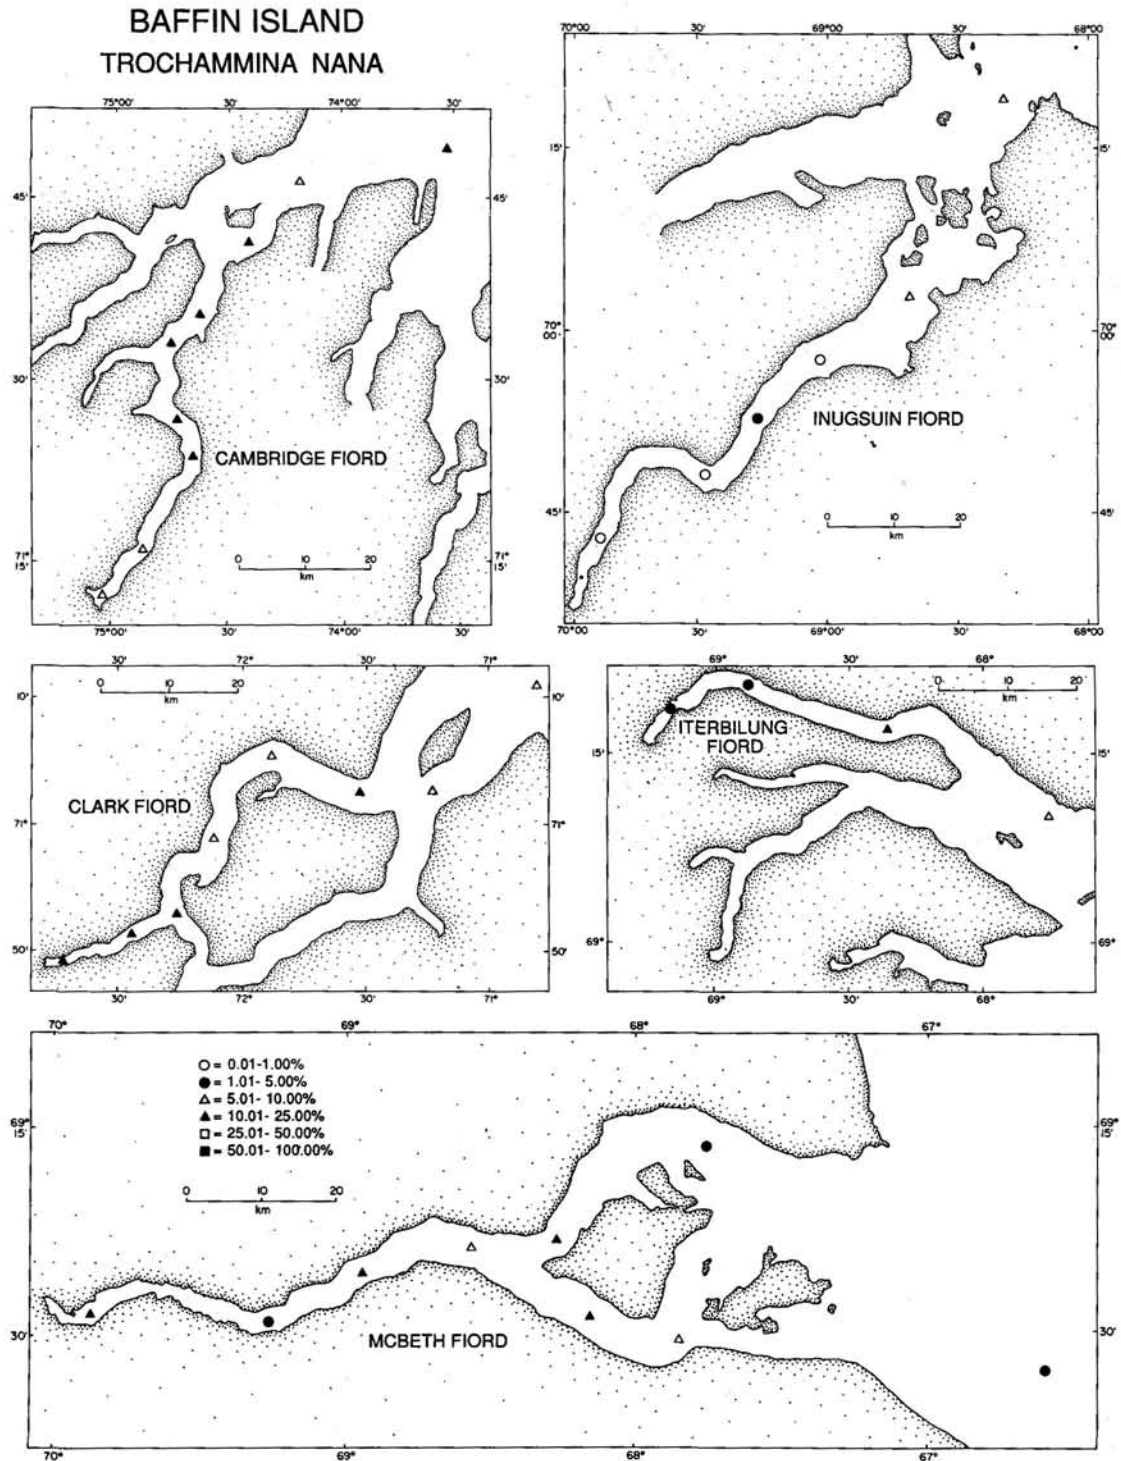 BAFFIN ISLAND
TROCHAMMINA NANA
75°00' 30' 74°00' 30'
45' 45'
30' 30'
71° 15' 71° 15'
CAMBRIDGE FIORD
0 10 20
km
75°00' 30' 74°00' 30'
70°00' 30' 69°00' 30' 68°00'
15' 15'
70° 00' 70° 00'
INUGSUIN FIORD
45' 45'
0 10 20
km
70°00' 30' 69°00' 30' 68°00
30' 72° 30' 71°
0 10 20
km
10' 10'
CLARK FIORD
71° 71°
50' 50'
30' 72° 30' 71°
69° 30' 68°
0 10 20
km
ITERBILUNG
FIORD
15' 15'
69° 69°
69° 30' 68°
70° 69° 68° 67°
○ = 0.01-1.00%
● = 1.01- 5.00%
△ = 5.01- 10.00%
▲ = 10.01- 25.00%
□ = 25.01- 50.00%
■ = 50.01- 100.00%
69° 15' 69° 15'
0 10 20
km
30' 30'
MCBETH FIORD
70° 69° 68° 67°